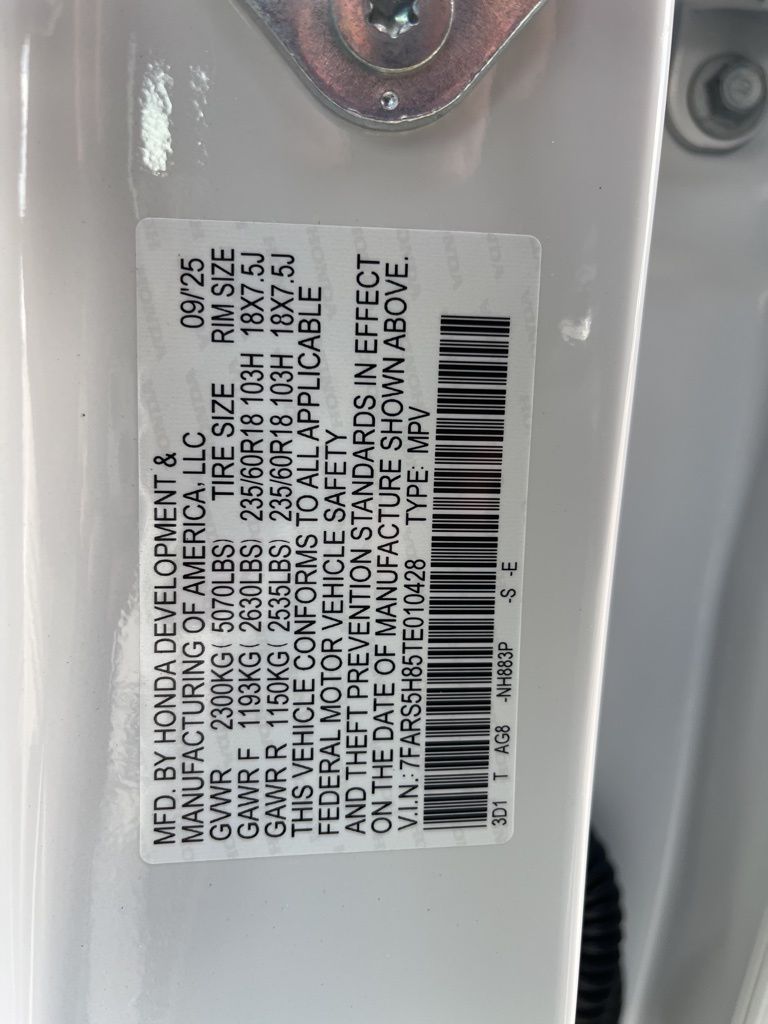 MFD. BY HONDA DEVELOPMENT &
MANUFACTURING OF AMERICA, LLC 09/'25
GVWR 2300KG( 5070LBS) TIRE SIZE RIM SIZE
GAWR F 1193KG( 2630LBS) 235/60R18 103H 18X7.5J
GAWR R 1150KG( 2535LBS) 235/60R18 103H 18X7.5J
THIS VEHICLE CONFORMS TO ALL APPLICABLE
FEDERAL MOTOR VEHICLE SAFETY
AND THEFT PREVENTION STANDARDS IN EFFECT
ON THE DATE OF MANUFACTURE SHOWN ABOVE.
V.I.N.: 7FARS5H85TE010428 TYPE: MPV
3D1 T AG8 -NH883P -S -E